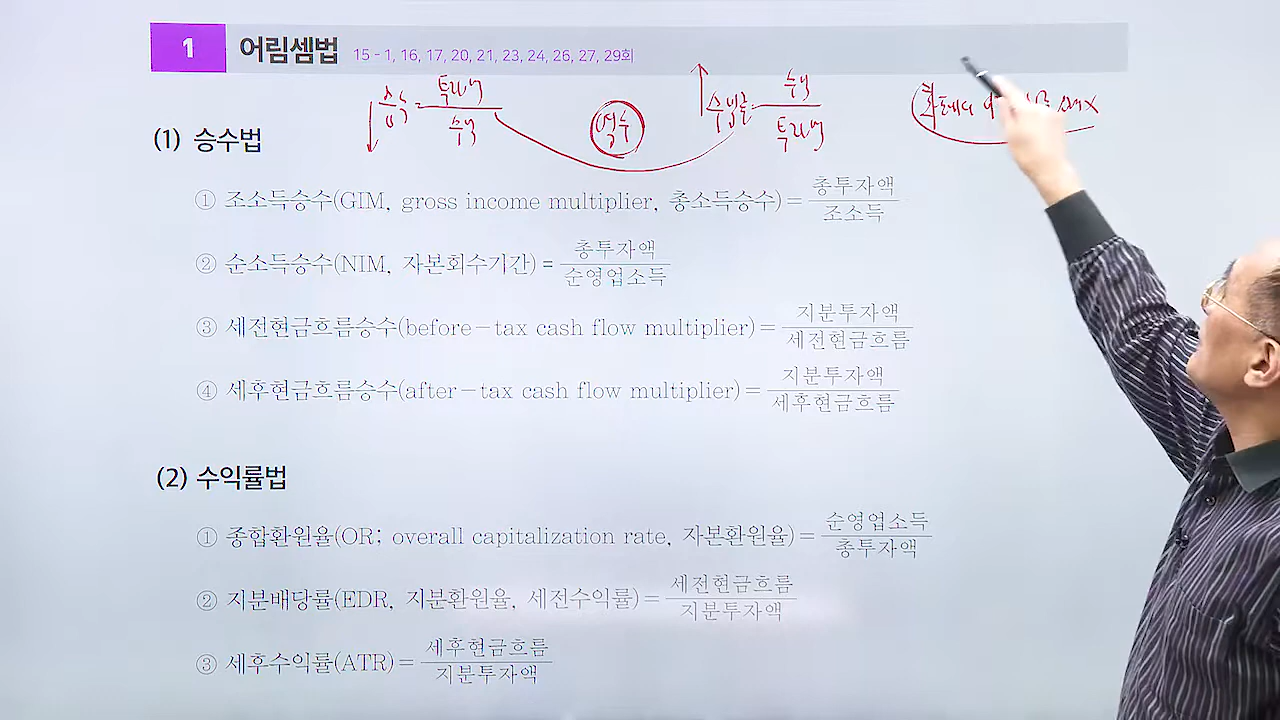 1 어림셈법 15-1, 16, 17, 20, 21, 23, 24, 26, 27, 29회
승수 = 투자액 / 수익
역수
수익률 = 수익 / 투자액
(1) 승수법
① 조소득승수(GIM, gross income multiplier, 총소득승수) = 총투자액 / 조소득
② 순소득승수(NIM, 자본회수기간) = 총투자액 / 순영업소득
③ 세전현금흐름승수(before-tax cash flow multiplier) = 지분투자액 / 세전현금흐름
④ 세후현금흐름승수(after-tax cash flow multiplier) = 지분투자액 / 세후현금흐름
(2) 수익률법
① 종합환원율(OR; overall capitalization rate, 자본환원율) = 순영업소득 / 총투자액
② 지분배당률(EDR, 지분환원율, 세전수익률) = 세전현금흐름 / 지분투자액
③ 세후수익률(ATR) = 세후현금흐름 / 지분투자액